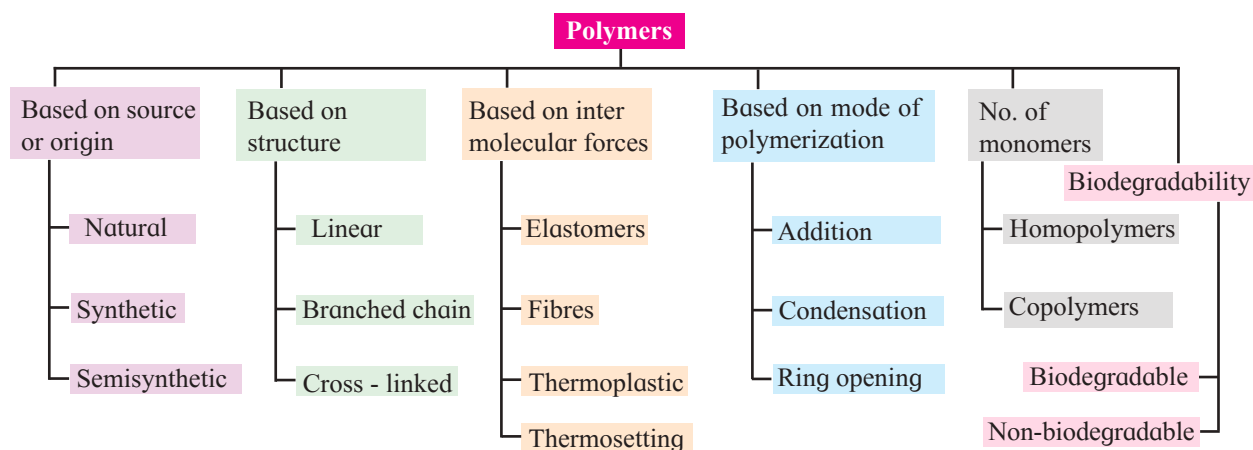 Polymers
Based on source
or origin
Natural
Synthetic
Semisynthetic
Based on
structure
Linear
Branched chain
Cross - linked
Based on inter
molecular forces
Elastomers
Fibres
Thermoplastic
Thermosetting
Based on mode of
polymerization
Addition
Condensation
Ring opening
No. of
monomers
Homopolymers
Copolymers
Biodegradability
Biodegradable
Non-biodegradable